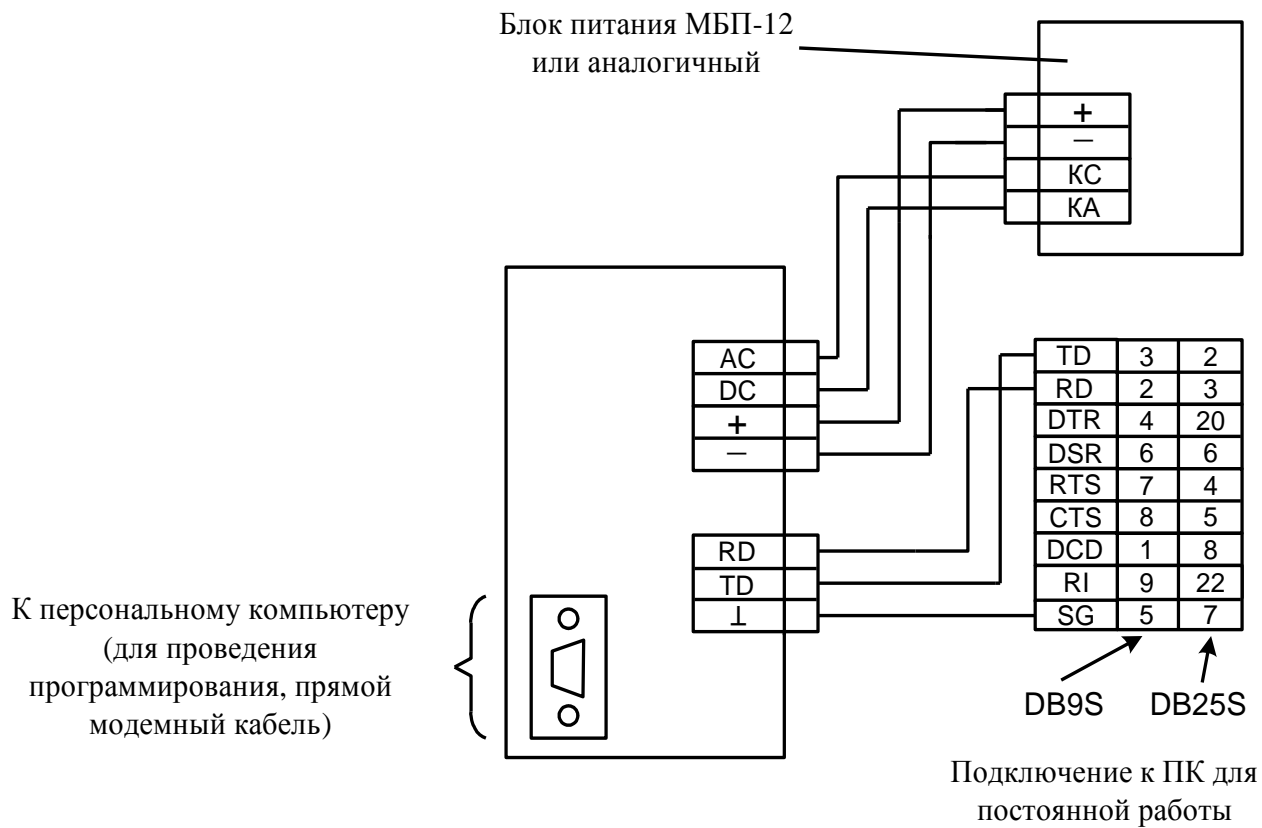 Блок питания МБП-12
или аналогичный
+
—
КС
КА
AC
DC
+
—
RD
TD
⊥
TD 3 2
RD 2 3
DTR 4 20
DSR 6 6
RTS 7 4
CTS 8 5
DCD 1 8
RI 9 22
SG 5 7
DB9S DB25S
К персональному компьютеру
(для проведения
программирования, прямой
модемный кабель)
Подключение к ПК для
постоянной работы